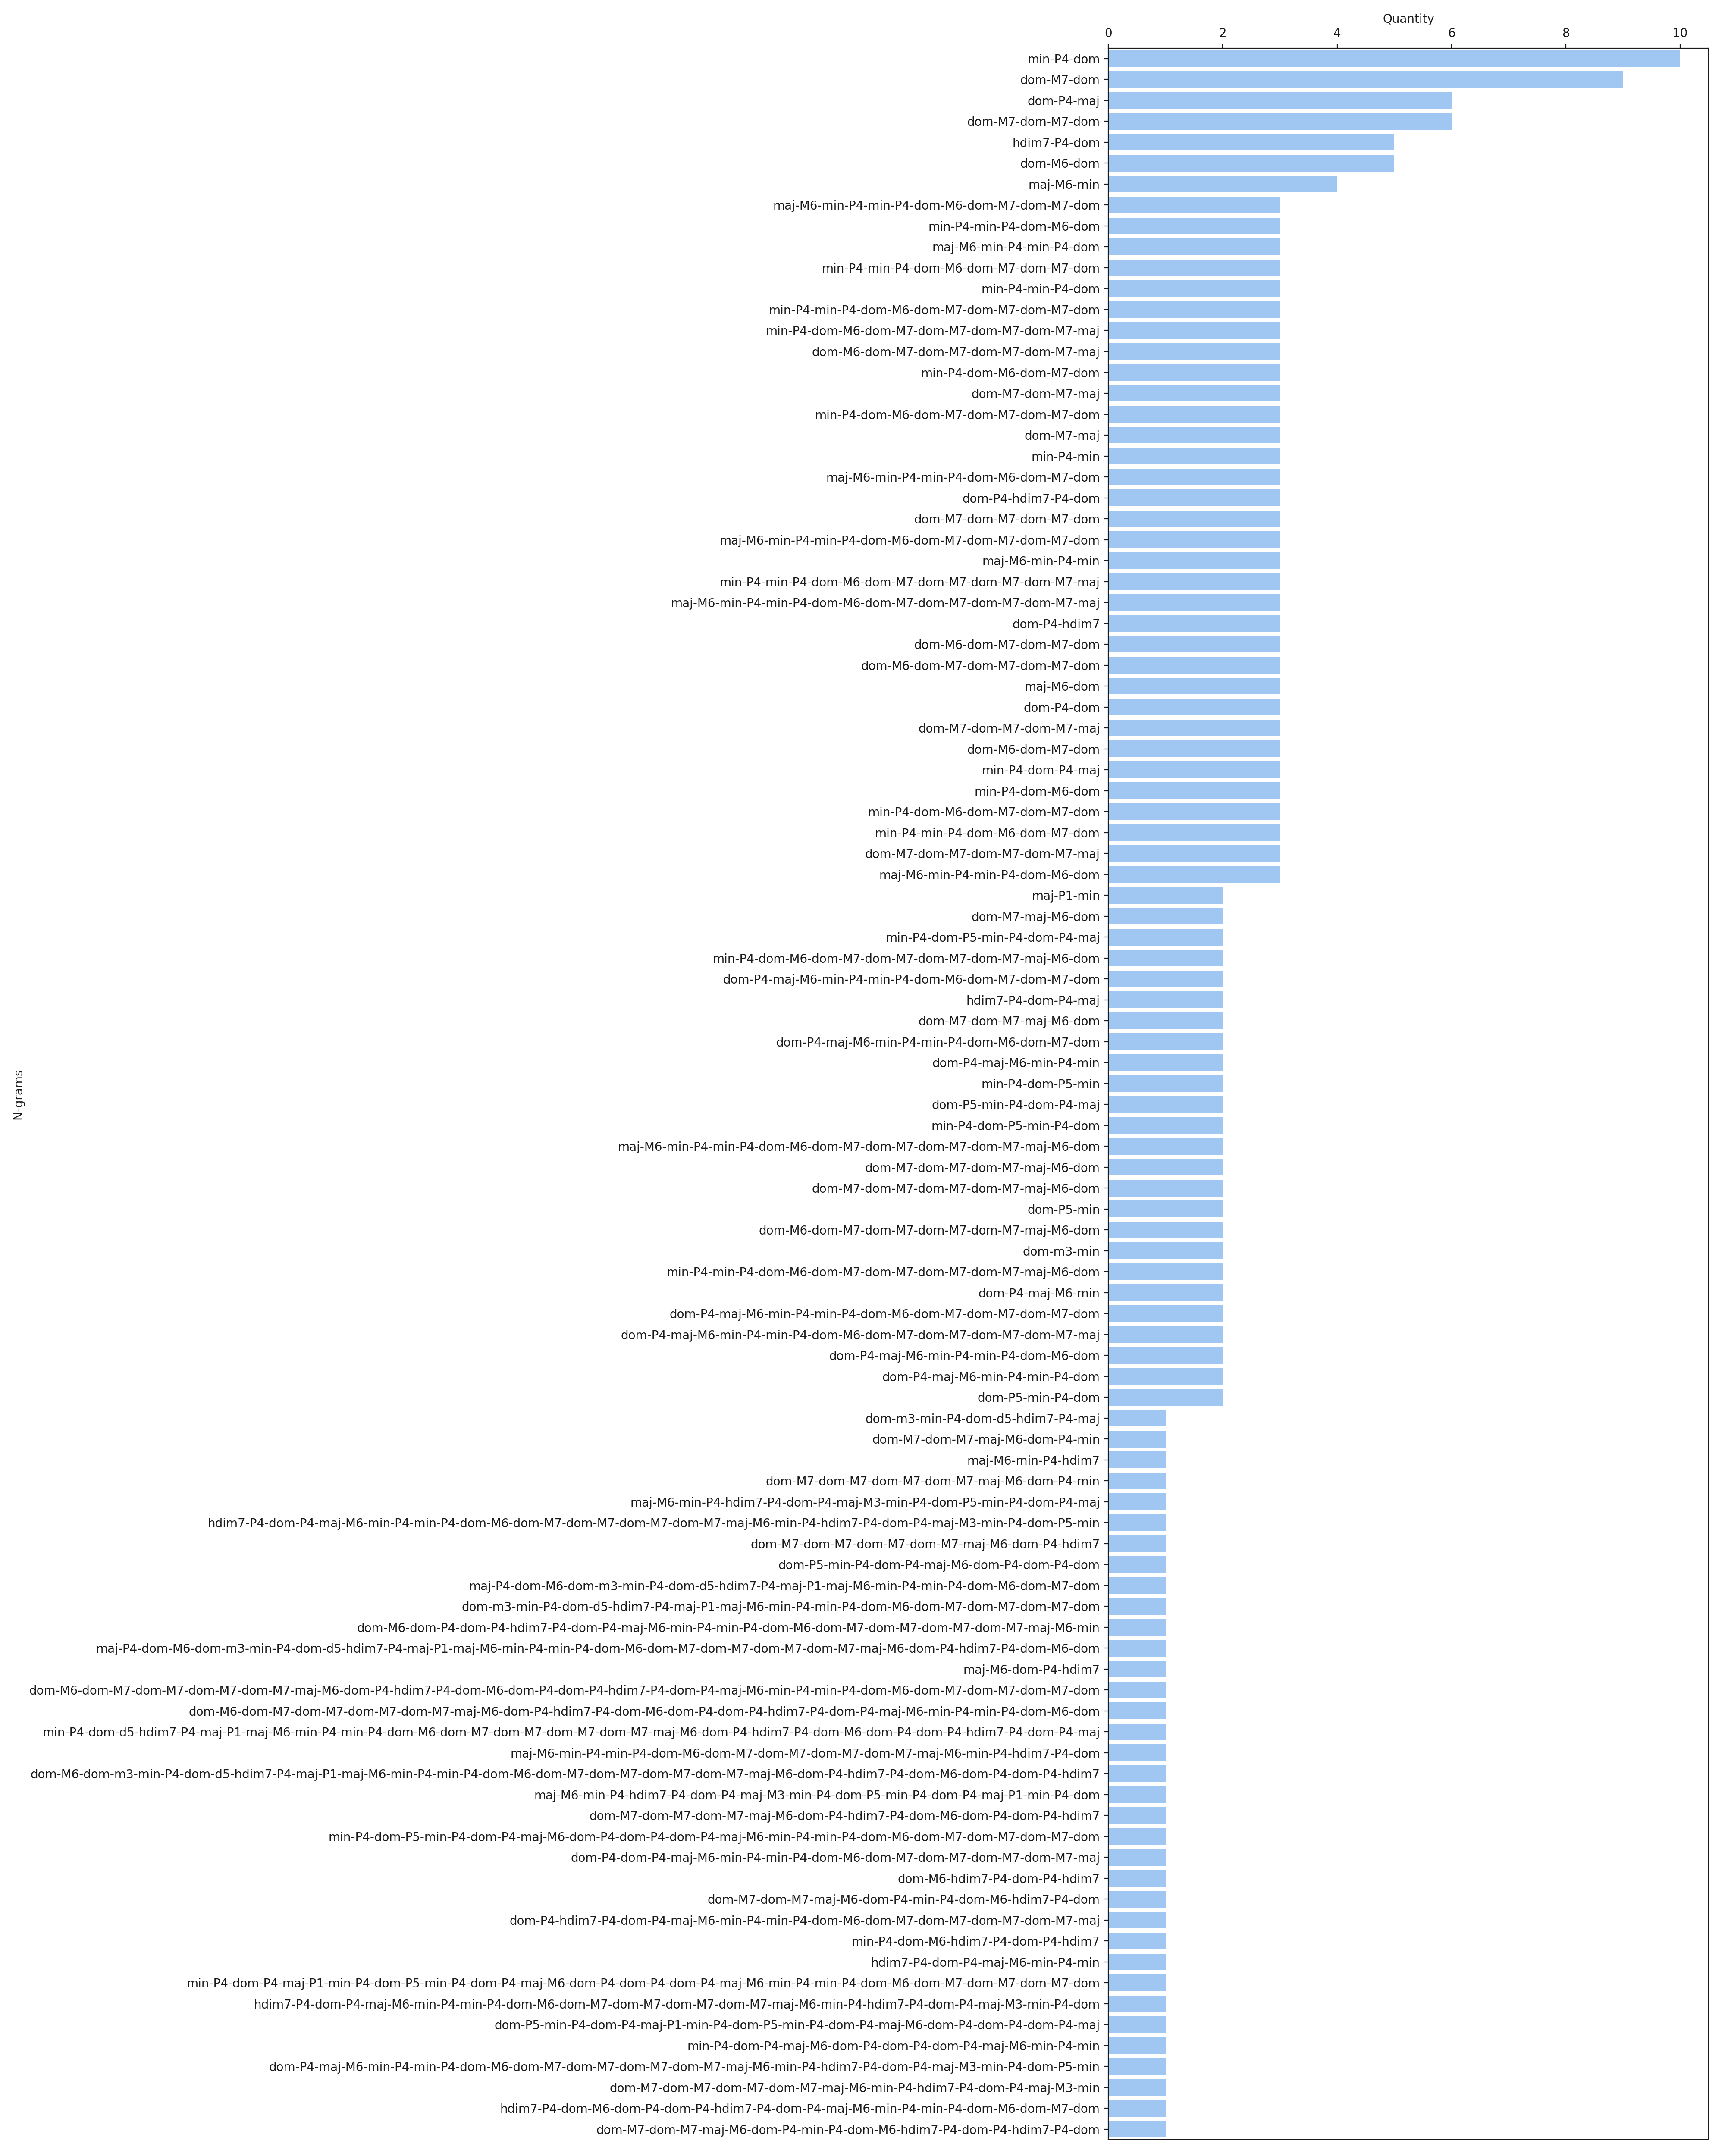 Quantity
0 2 4 6 8 10
min-P4-dom
dom-M7-dom
dom-P4-maj
dom-M7-dom-M7-dom
hdim7-P4-dom
dom-M6-dom
maj-M6-min
maj-M6-min-P4-min-P4-dom-M6-dom-M7-dom-M7-dom
min-P4-min-P4-dom-M6-dom
maj-M6-min-P4-min-P4-dom
min-P4-min-P4-dom-M6-dom-M7-dom-M7-dom
min-P4-min-P4-dom
min-P4-min-P4-dom-M6-dom-M7-dom-M7-dom-M7-dom
min-P4-dom-M6-dom-M7-dom-M7-dom-M7-dom-M7-maj
dom-M6-dom-M7-dom-M7-dom-M7-dom-M7-maj
min-P4-dom-M6-dom-M7-dom
dom-M7-dom-M7-maj
min-P4-dom-M6-dom-M7-dom-M7-dom-M7-dom
dom-M7-maj
min-P4-min
maj-M6-min-P4-min-P4-dom-M6-dom-M7-dom
dom-P4-hdim7-P4-dom
dom-M7-dom-M7-dom-M7-dom
maj-M6-min-P4-min-P4-dom-M6-dom-M7-dom-M7-dom-M7-dom
maj-M6-min-P4-min
min-P4-min-P4-dom-M6-dom-M7-dom-M7-dom-M7-dom-M7-maj
maj-M6-min-P4-min-P4-dom-M6-dom-M7-dom-M7-dom-M7-dom-M7-maj
dom-P4-hdim7
dom-M6-dom-M7-dom-M7-dom
dom-M6-dom-M7-dom-M7-dom-M7-dom
maj-M6-dom
dom-P4-dom
dom-M7-dom-M7-dom-M7-maj
dom-M6-dom-M7-dom
min-P4-dom-P4-maj
min-P4-dom-M6-dom
min-P4-dom-M6-dom-M7-dom-M7-dom
min-P4-min-P4-dom-M6-dom-M7-dom
dom-M7-dom-M7-dom-M7-dom-M7-maj
maj-M6-min-P4-min-P4-dom-M6-dom
maj-P1-min
dom-M7-maj-M6-dom
min-P4-dom-P5-min-P4-dom-P4-maj
min-P4-dom-M6-dom-M7-dom-M7-dom-M7-dom-M7-maj-M6-dom
dom-P4-maj-M6-min-P4-min-P4-dom-M6-dom-M7-dom-M7-dom
hdim7-P4-dom-P4-maj
dom-M7-dom-M7-maj-M6-dom
dom-P4-maj-M6-min-P4-min-P4-dom-M6-dom-M7-dom
dom-P4-maj-M6-min-P4-min
min-P4-dom-P5-min
dom-P5-min-P4-dom-P4-maj
min-P4-dom-P5-min-P4-dom
maj-M6-min-P4-min-P4-dom-M6-dom-M7-dom-M7-dom-M7-dom-M7-maj-M6-dom
dom-M7-dom-M7-dom-M7-maj-M6-dom
dom-M7-dom-M7-dom-M7-dom-M7-maj-M6-dom
dom-P5-min
dom-M6-dom-M7-dom-M7-dom-M7-dom-M7-maj-M6-dom
dom-m3-min
min-P4-min-P4-dom-M6-dom-M7-dom-M7-dom-M7-dom-M7-maj-M6-dom
dom-P4-maj-M6-min
dom-P4-maj-M6-min-P4-min-P4-dom-M6-dom-M7-dom-M7-dom-M7-dom
dom-P4-maj-M6-min-P4-min-P4-dom-M6-dom-M7-dom-M7-dom-M7-dom-M7-maj
dom-P4-maj-M6-min-P4-min-P4-dom-M6-dom
dom-P4-maj-M6-min-P4-min-P4-dom
dom-P5-min-P4-dom
dom-m3-min-P4-dom-d5-hdim7-P4-maj
dom-M7-dom-M7-maj-M6-dom-P4-min
maj-M6-min-P4-hdim7
dom-M7-dom-M7-dom-M7-dom-M7-maj-M6-dom-P4-min
maj-M6-min-P4-hdim7-P4-dom-P4-maj-M3-min-P4-dom-P5-min-P4-dom-P4-maj
hdim7-P4-dom-P4-maj-M6-min-P4-min-P4-dom-M6-dom-M7-dom-M7-dom-M7-dom-M7-maj-M6-min-P4-hdim7-P4-dom-P4-maj-M3-min-P4-dom-P5-min
dom-M7-dom-M7-dom-M7-dom-M7-maj-M6-dom-P4-hdim7
dom-P5-min-P4-dom-P4-maj-M6-dom-P4-dom-P4-dom
maj-P4-dom-M6-dom-m3-min-P4-dom-d5-hdim7-P4-maj-P1-maj-M6-min-P4-min-P4-dom-M6-dom-M7-dom
dom-m3-min-P4-dom-d5-hdim7-P4-maj-P1-maj-M6-min-P4-min-P4-dom-M6-dom-M7-dom-M7-dom-M7-dom
dom-M6-dom-P4-dom-P4-hdim7-P4-dom-P4-maj-M6-min-P4-min-P4-dom-M6-dom-M7-dom-M7-dom-M7-dom-M7-maj-M6-min
maj-P4-dom-M6-dom-m3-min-P4-dom-d5-hdim7-P4-maj-P1-maj-M6-min-P4-min-P4-dom-M6-dom-M7-dom-M7-dom-M7-dom-M7-maj-M6-dom-P4-hdim7-P4-dom-M6-dom
maj-M6-dom-P4-hdim7
dom-M6-dom-M7-dom-M7-dom-M7-dom-M7-maj-M6-dom-P4-hdim7-P4-dom-M6-dom-P4-dom-P4-hdim7-P4-dom-P4-maj-M6-min-P4-min-P4-dom-M6-dom-M7-dom-M7-dom-M7-dom
dom-M6-dom-M7-dom-M7-dom-M7-dom-M7-maj-M6-dom-P4-hdim7-P4-dom-M6-dom-P4-dom-P4-hdim7-P4-dom-P4-maj-M6-min-P4-min-P4-dom-M6-dom
min-P4-dom-d5-hdim7-P4-maj-P1-maj-M6-min-P4-min-P4-dom-M6-dom-M7-dom-M7-dom-M7-dom-M7-maj-M6-dom-P4-hdim7-P4-dom-M6-dom-P4-dom-P4-hdim7-P4-dom-P4-maj
maj-M6-min-P4-min-P4-dom-M6-dom-M7-dom-M7-dom-M7-dom-M7-maj-M6-min-P4-hdim7-P4-dom
dom-M6-dom-m3-min-P4-dom-d5-hdim7-P4-maj-P1-maj-M6-min-P4-min-P4-dom-M6-dom-M7-dom-M7-dom-M7-dom-M7-maj-M6-dom-P4-hdim7-P4-dom-M6-dom-P4-dom-P4-hdim7
maj-M6-min-P4-hdim7-P4-dom-P4-maj-M3-min-P4-dom-P5-min-P4-dom-P4-maj-P1-min-P4-dom
dom-M7-dom-M7-dom-M7-maj-M6-dom-P4-hdim7-P4-dom-M6-dom-P4-dom-P4-hdim7
min-P4-dom-P5-min-P4-dom-P4-maj-M6-dom-P4-dom-P4-dom-P4-maj-M6-min-P4-min-P4-dom-M6-dom-M7-dom-M7-dom-M7-dom
dom-P4-dom-P4-maj-M6-min-P4-min-P4-dom-M6-dom-M7-dom-M7-dom-M7-dom-M7-maj
dom-M6-hdim7-P4-dom-P4-hdim7
dom-M7-dom-M7-maj-M6-dom-P4-min-P4-dom-M6-hdim7-P4-dom
dom-P4-hdim7-P4-dom-P4-maj-M6-min-P4-min-P4-dom-M6-dom-M7-dom-M7-dom-M7-dom-M7-maj
min-P4-dom-M6-hdim7-P4-dom-P4-hdim7
hdim7-P4-dom-P4-maj-M6-min-P4-min
min-P4-dom-P4-maj-P1-min-P4-dom-P5-min-P4-dom-P4-maj-M6-dom-P4-dom-P4-dom-P4-maj-M6-min-P4-min-P4-dom-M6-dom-M7-dom-M7-dom-M7-dom
hdim7-P4-dom-P4-maj-M6-min-P4-min-P4-dom-M6-dom-M7-dom-M7-dom-M7-dom-M7-maj-M6-min-P4-hdim7-P4-dom-P4-maj-M3-min-P4-dom
dom-P5-min-P4-dom-P4-maj-P1-min-P4-dom-P5-min-P4-dom-P4-maj-M6-dom-P4-dom-P4-dom-P4-maj
min-P4-dom-P4-maj-M6-dom-P4-dom-P4-dom-P4-maj-M6-min-P4-min
dom-P4-maj-M6-min-P4-min-P4-dom-M6-dom-M7-dom-M7-dom-M7-dom-M7-maj-M6-min-P4-hdim7-P4-dom-P4-maj-M3-min-P4-dom-P5-min
dom-M7-dom-M7-dom-M7-dom-M7-maj-M6-min-P4-hdim7-P4-dom-P4-maj-M3-min
hdim7-P4-dom-M6-dom-P4-dom-P4-hdim7-P4-dom-P4-maj-M6-min-P4-min-P4-dom-M6-dom-M7-dom
dom-M7-dom-M7-maj-M6-dom-P4-min-P4-dom-M6-hdim7-P4-dom-P4-hdim7-P4-dom
N-grams